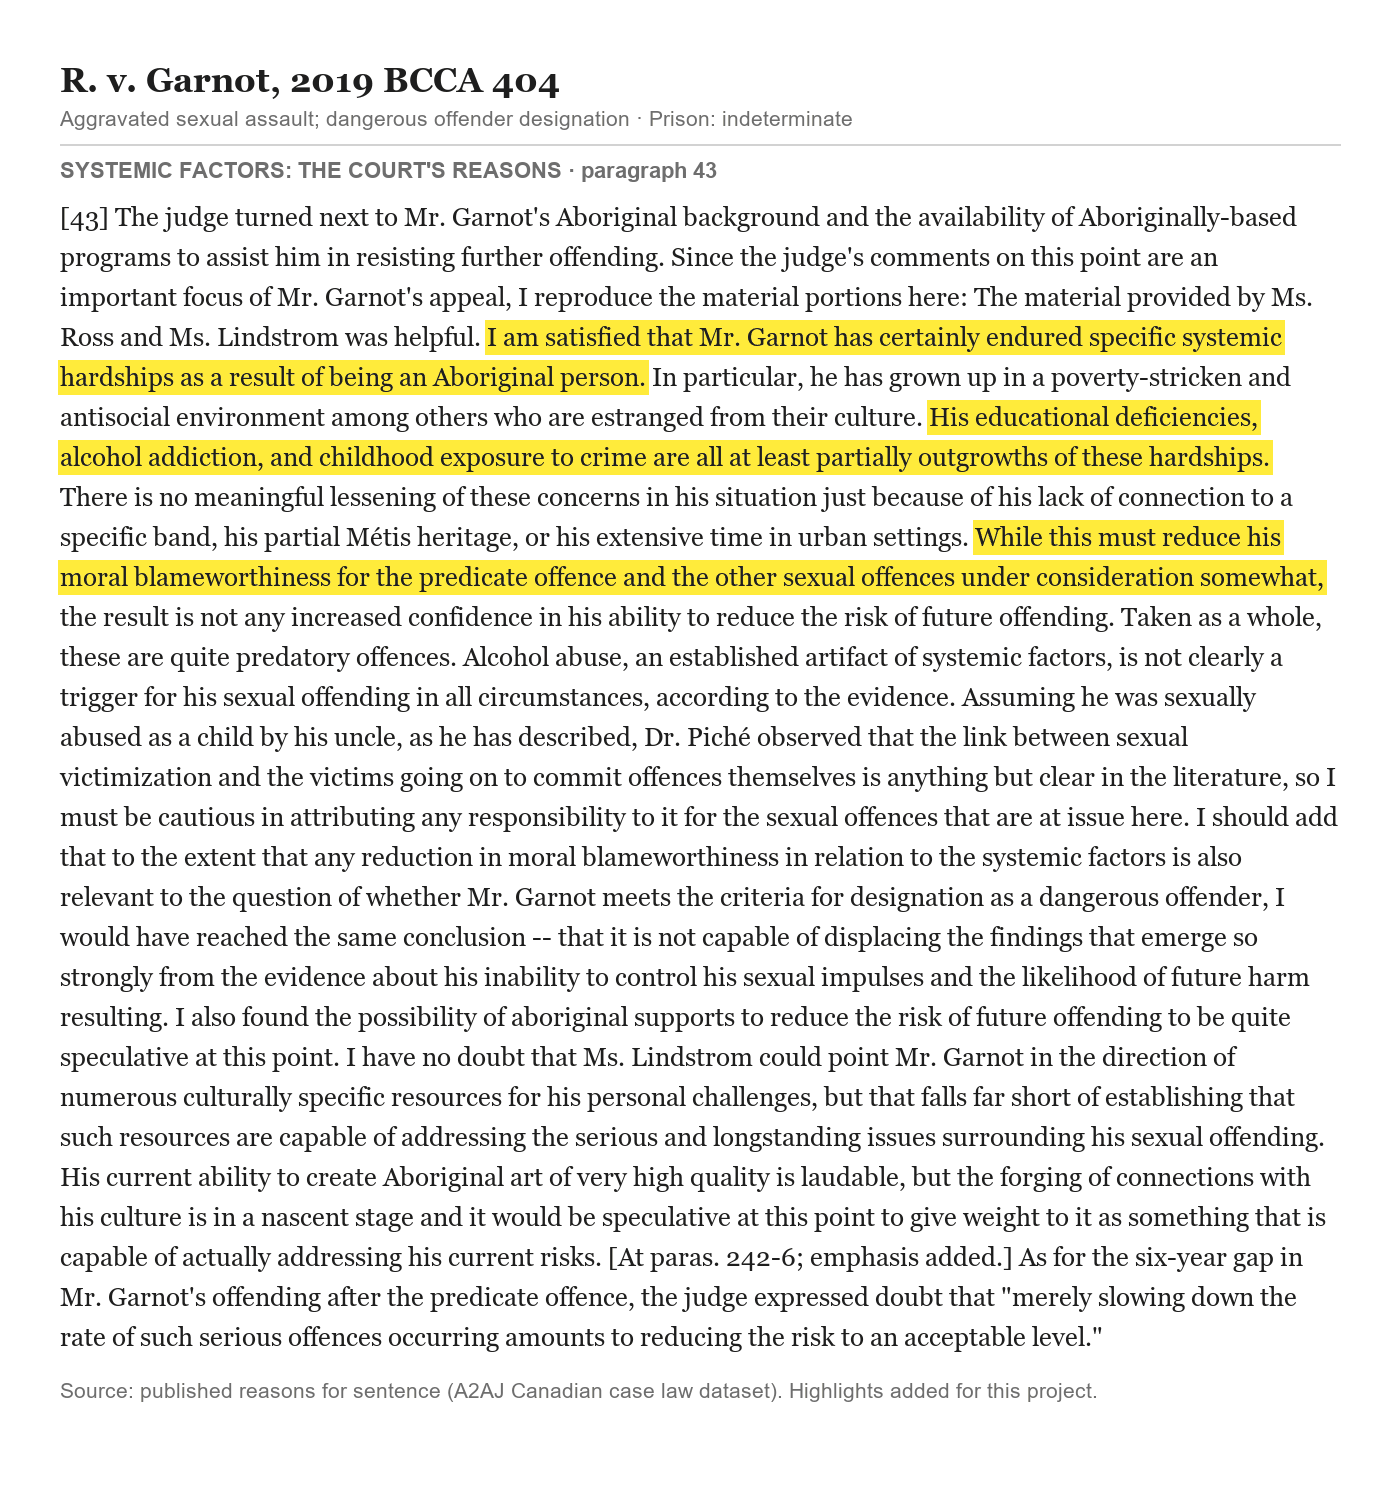 R. v. Garnot, 2019 BCCA 404
Aggravated sexual assault; dangerous offender designation · Prison: indeterminate
SYSTEMIC FACTORS: THE COURT'S REASONS · paragraph 43
[43] The judge turned next to Mr. Garnot's Aboriginal background and the availability of Aboriginally-based
programs to assist him in resisting further offending. Since the judge's comments on this point are an
important focus of Mr. Garnot's appeal, I reproduce the material portions here: The material provided by Ms.
Ross and Ms. Lindstrom was helpful. I am satisfied that Mr. Garnot has certainly endured specific systemic
hardships as a result of being an Aboriginal person. In particular, he has grown up in a poverty-stricken and
antisocial environment among others who are estranged from their culture. His educational deficiencies,
alcohol addiction, and childhood exposure to crime are all at least partially outgrowths of these hardships.
There is no meaningful lessening of these concerns in his situation just because of his lack of connection to a
specific band, his partial Métis heritage, or his extensive time in urban settings. While this must reduce his
moral blameworthiness for the predicate offence and the other sexual offences under consideration somewhat,
the result is not any increased confidence in his ability to reduce the risk of future offending. Taken as a whole,
these are quite predatory offences. Alcohol abuse, an established artifact of systemic factors, is not clearly a
trigger for his sexual offending in all circumstances, according to the evidence. Assuming he was sexually
abused as a child by his uncle, as he has described, Dr. Piché observed that the link between sexual
victimization and the victims going on to commit offences themselves is anything but clear in the literature, so I
must be cautious in attributing any responsibility to it for the sexual offences that are at issue here. I should add
that to the extent that any reduction in moral blameworthiness in relation to the systemic factors is also
relevant to the question of whether Mr. Garnot meets the criteria for designation as a dangerous offender, I
would have reached the same conclusion -- that it is not capable of displacing the findings that emerge so
strongly from the evidence about his inability to control his sexual impulses and the likelihood of future harm
resulting. I also found the possibility of aboriginal supports to reduce the risk of future offending to be quite
speculative at this point. I have no doubt that Ms. Lindstrom could point Mr. Garnot in the direction of
numerous culturally specific resources for his personal challenges, but that falls far short of establishing that
such resources are capable of addressing the serious and longstanding issues surrounding his sexual offending.
His current ability to create Aboriginal art of very high quality is laudable, but the forging of connections with
his culture is in a nascent stage and it would be speculative at this point to give weight to it as something that is
capable of actually addressing his current risks. [At paras. 242-6; emphasis added.] As for the six-year gap in
Mr. Garnot's offending after the predicate offence, the judge expressed doubt that "merely slowing down the
rate of such serious offences occurring amounts to reducing the risk to an acceptable level."
Source: published reasons for sentence (A2AJ Canadian case law dataset). Highlights added for this project.